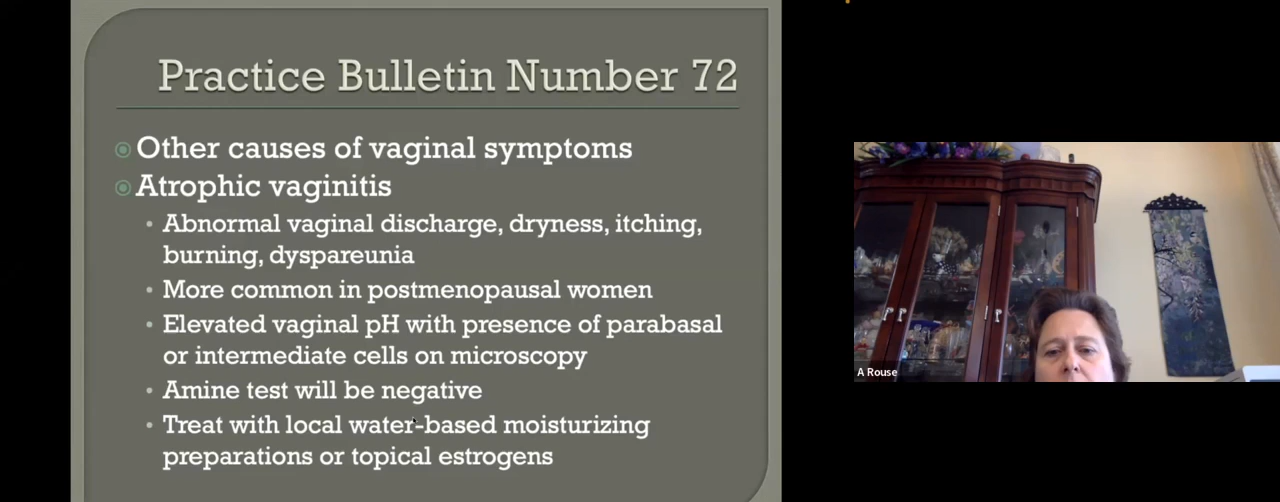 Practice Bulletin Number 72
Other causes of vaginal symptoms
Atrophic vaginitis
Abnormal vaginal discharge, dryness, itching,
burning, dyspareunia
More common in postmenopausal women
Elevated vaginal pH with presence of parabasal
or intermediate cells on microscopy
Amine test will be negative
Treat with local water-based moisturizing
preparations or topical estrogens
A Rouse